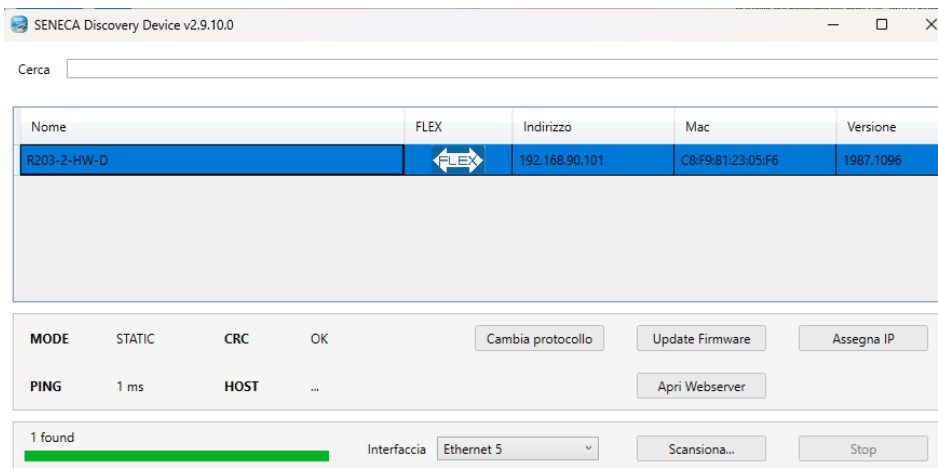 SENECA Discovery Device v2.9.10.0
Cerca
Nome FLEX Indirizzo Mac Versione
R203-2-HW-D FLEX 192.168.90.101 C8:F9:81:23:05:F6 1987.1096
MODE STATIC CRC OK Cambia protocollo Update Firmware Assegna IP
PING 1 ms HOST ... Apri Webserver
1 found
Interfaccia Ethernet 5 Scansiona... Stop